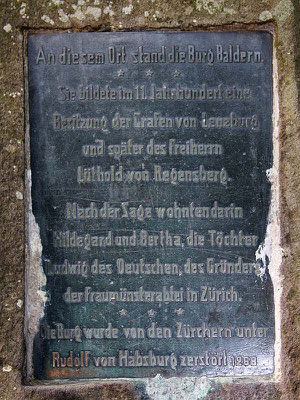 An diesem Ort stand die Burg Baldern.
* * *
Sie bildete im 11. Jahrhundert eine
Besitzung der Grafen von Lenzburg
und später des Freiherrn
Lüthold von Regensberg.
Nach der Sage wohnten darin
Hildegard und Bertha, die Töchter
Ludwig des Deutschen, des Gründers
der Fraumünsterabtei in Zürich.
* * *
Die Burg wurde von den Zürchern unter
Rudolf von Habsburg zerstört